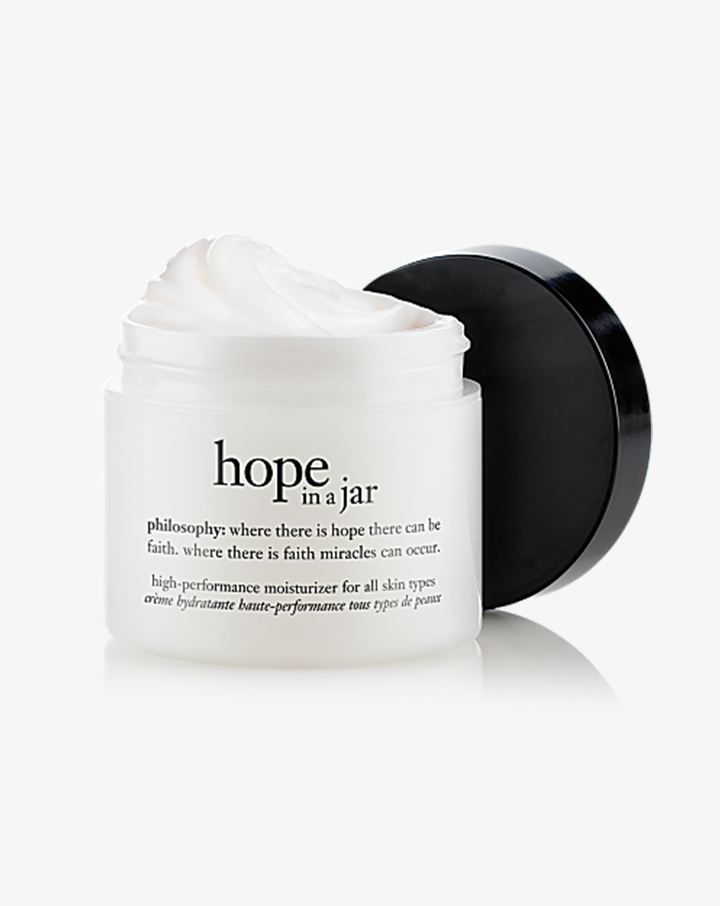 hope
in a jar
philosophy: where there is hope there can be
faith. where there is faith miracles can occur.
high-performance moisturizer for all skin types
crème hydratante haute-performance tous types de peaux